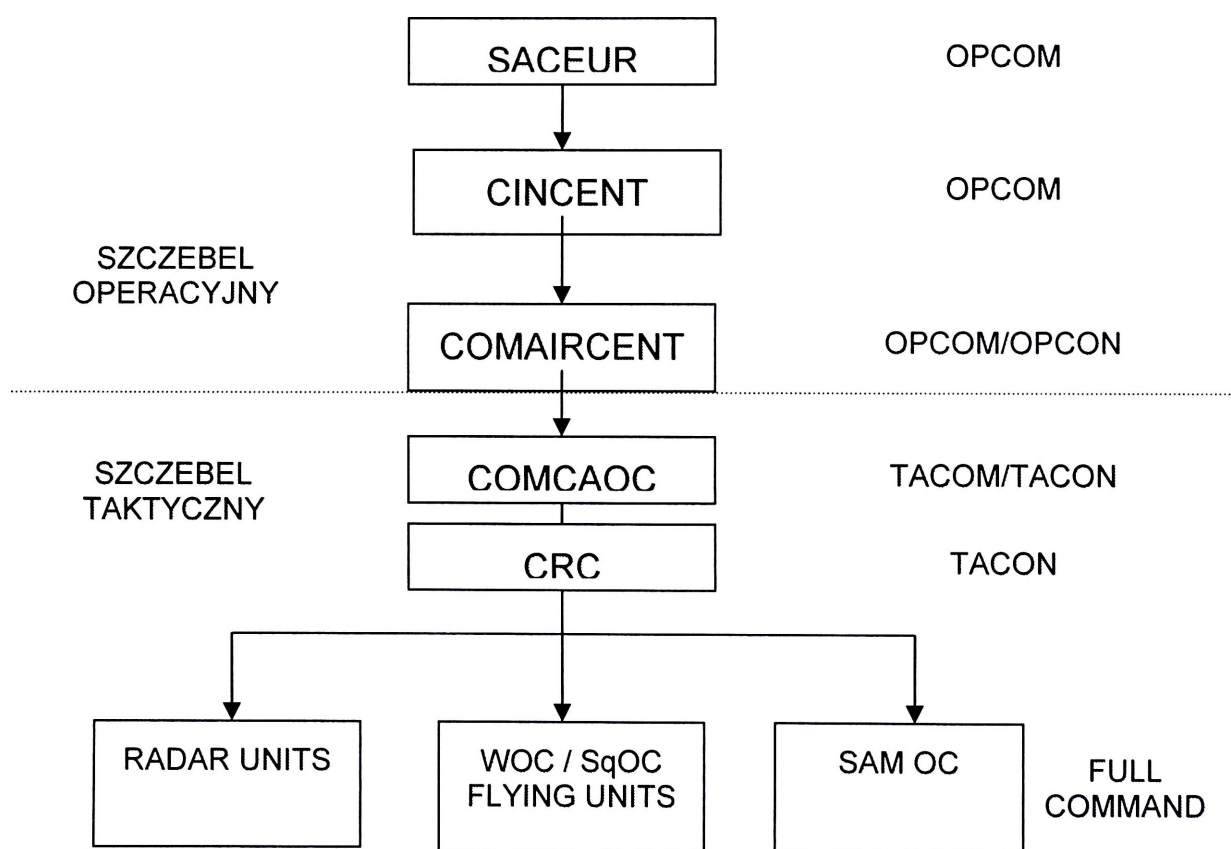 SACEUR
OPCOM
CINCENT
OPCOM
SZCZEBEL
OPERACYJNY
COMAIRCENT
OPCOM/OPCON
SZCZEBEL
TAKTYCZNY
COMCAOC
TACOM/TACON
CRC
TACON
RADAR UNITS
WOC / SqOC
FLYING UNITS
SAM OC
FULL
COMMAND